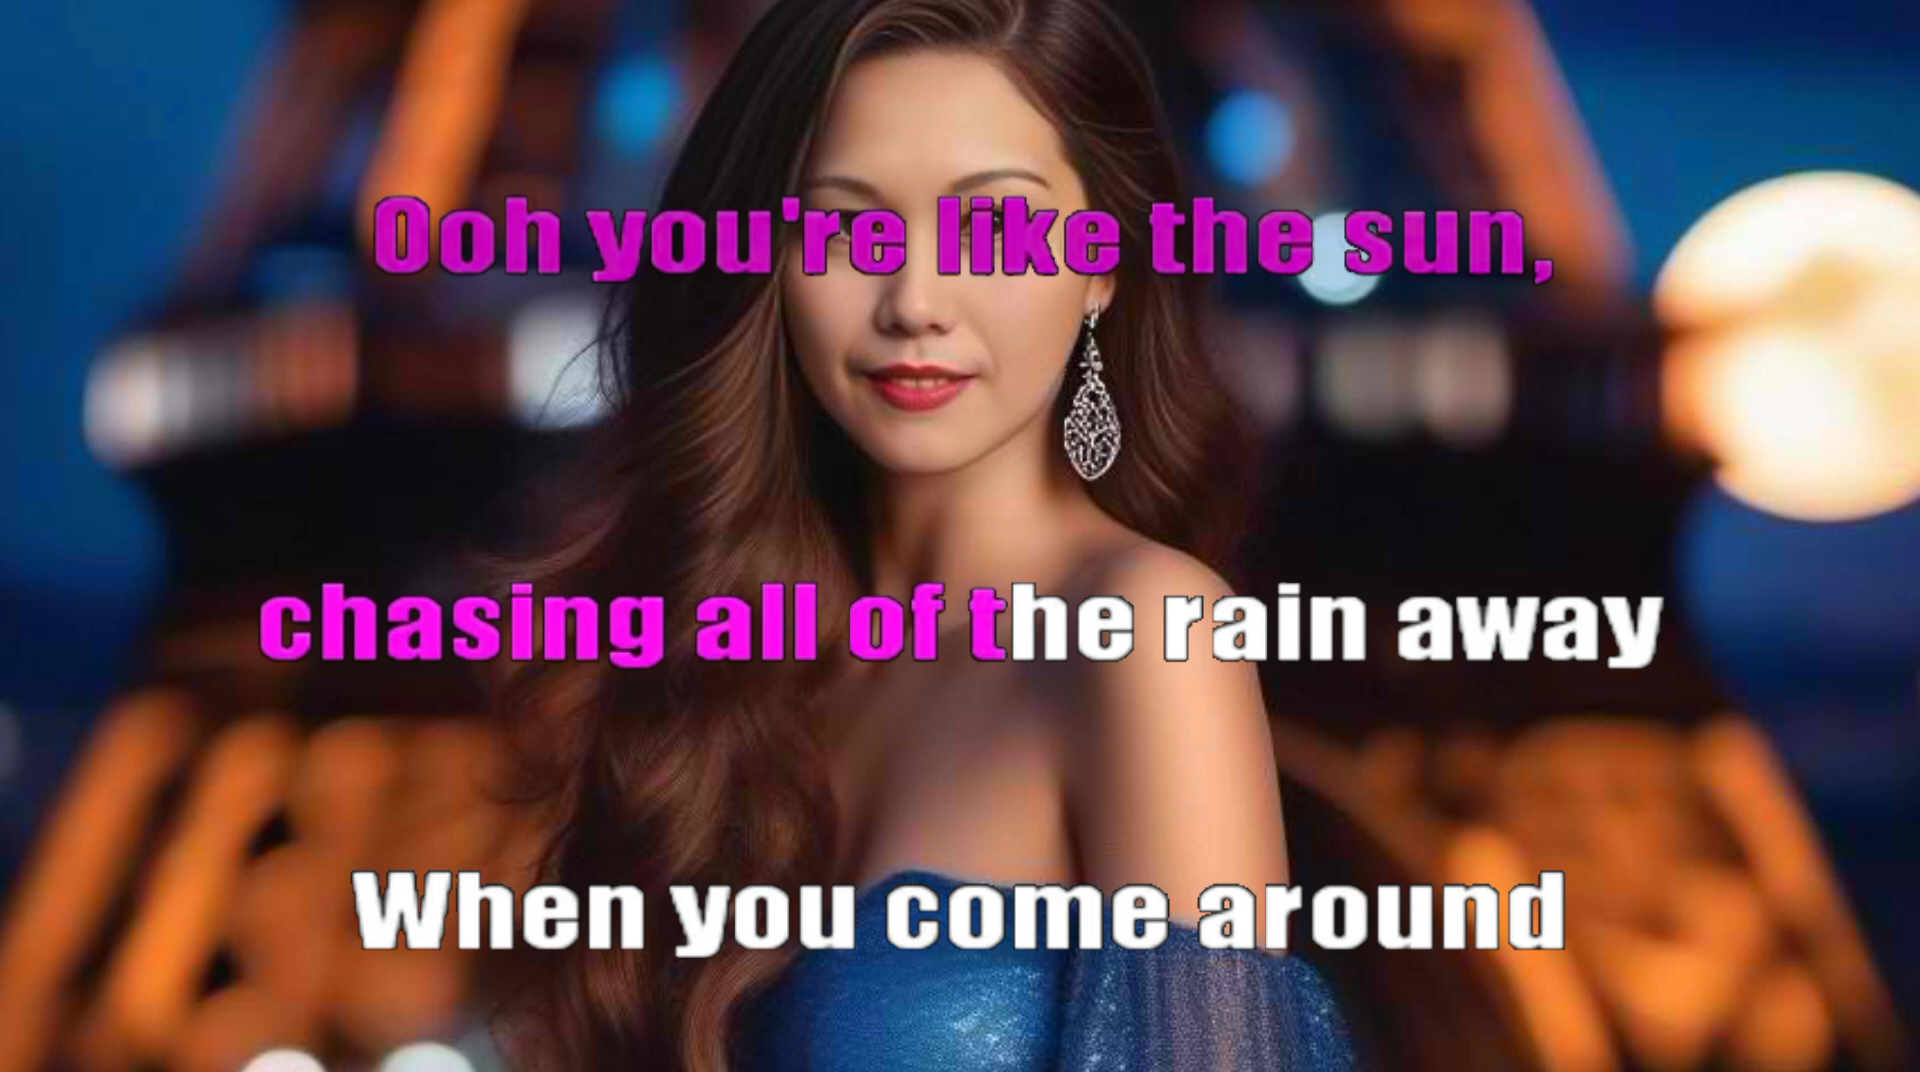 Ooh you're like the sun,
chasing all of the rain away
When you come around